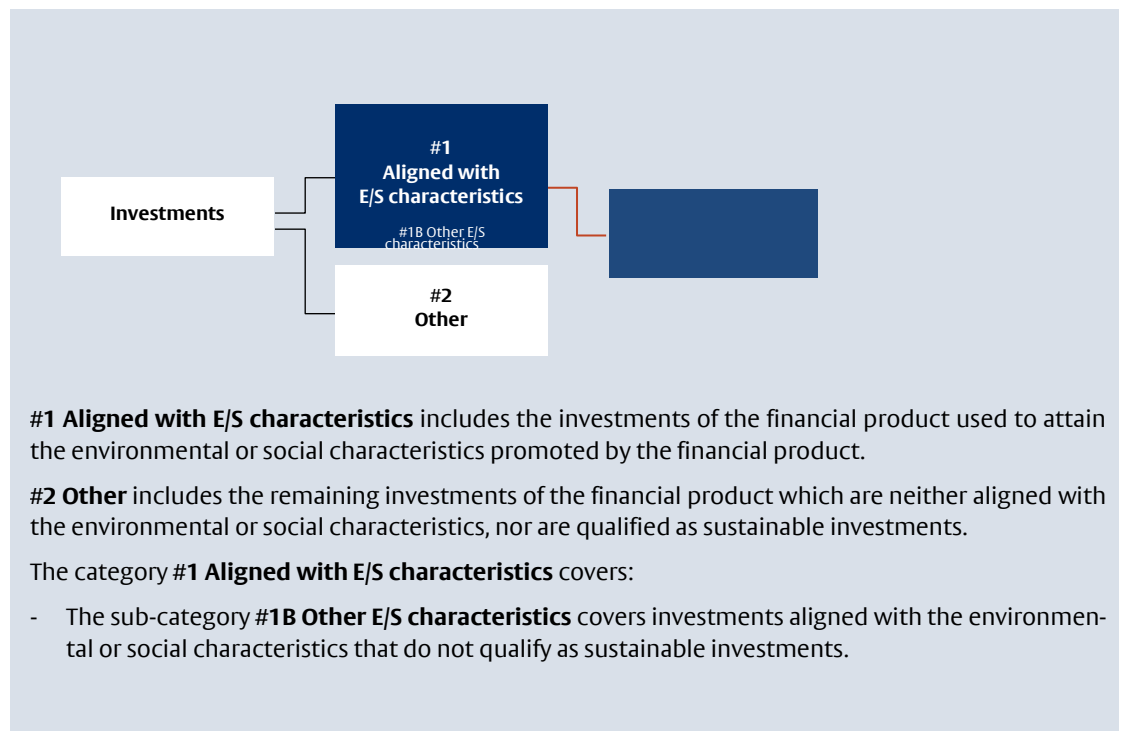 Investments
#1
Aligned with
E/S characteristics
#1B Other E/S
characteristics
#2
Other
#1 Aligned with E/S characteristics includes the investments of the financial product used to attain
the environmental or social characteristics promoted by the financial product.
#2 Other includes the remaining investments of the financial product which are neither aligned with
the environmental or social characteristics, nor are qualified as sustainable investments.
The category #1 Aligned with E/S characteristics covers:
- The sub-category #1B Other E/S characteristics covers investments aligned with the environmen-
tal or social characteristics that do not qualify as sustainable investments.